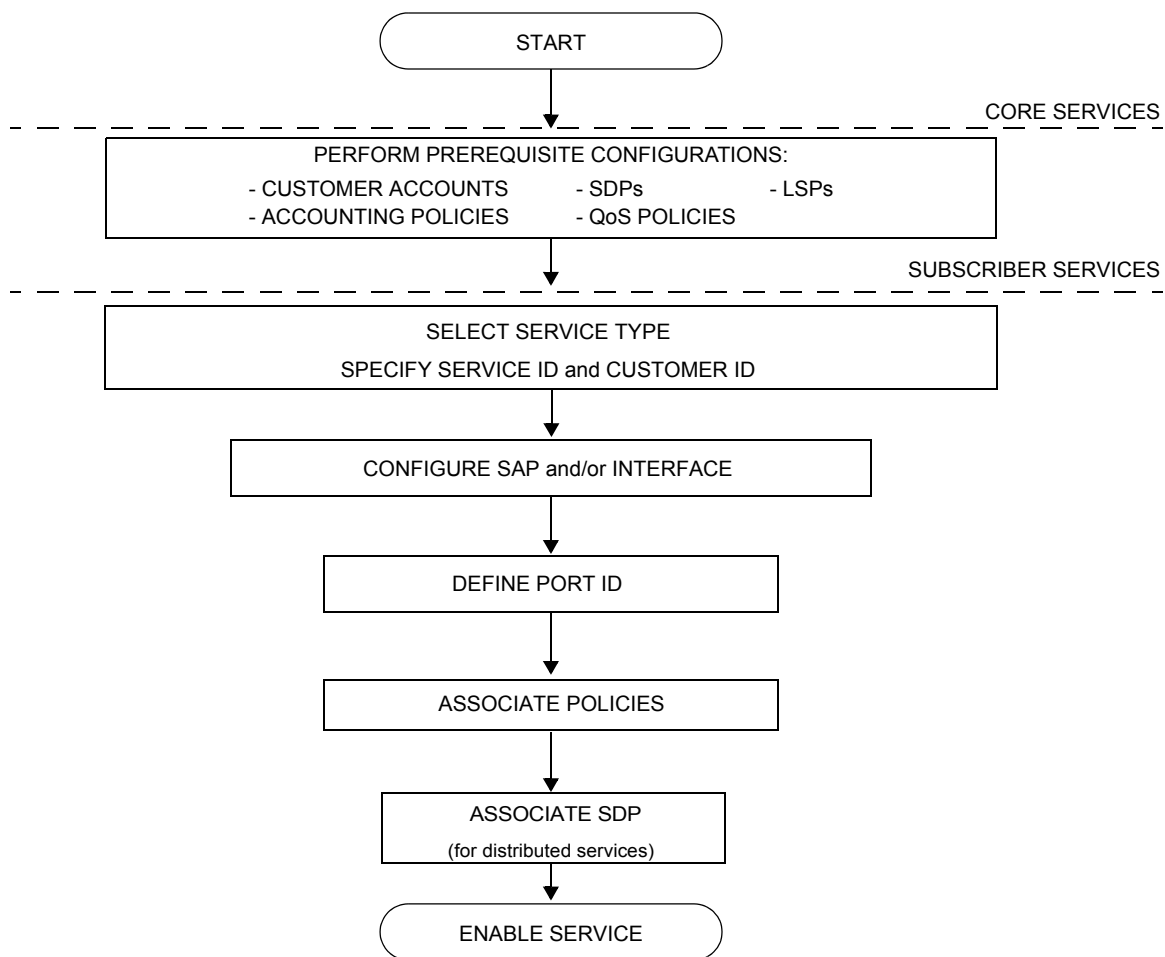 START
CORE SERVICES
PERFORM PREREQUISITE CONFIGURATIONS:
- CUSTOMER ACCOUNTS - SDPs - LSPs
- ACCOUNTING POLICIES - QoS POLICIES
SUBSCRIBER SERVICES
SELECT SERVICE TYPE
SPECIFY SERVICE ID and CUSTOMER ID
CONFIGURE SAP and/or INTERFACE
DEFINE PORT ID
ASSOCIATE POLICIES
ASSOCIATE SDP
(for distributed services)
ENABLE SERVICE